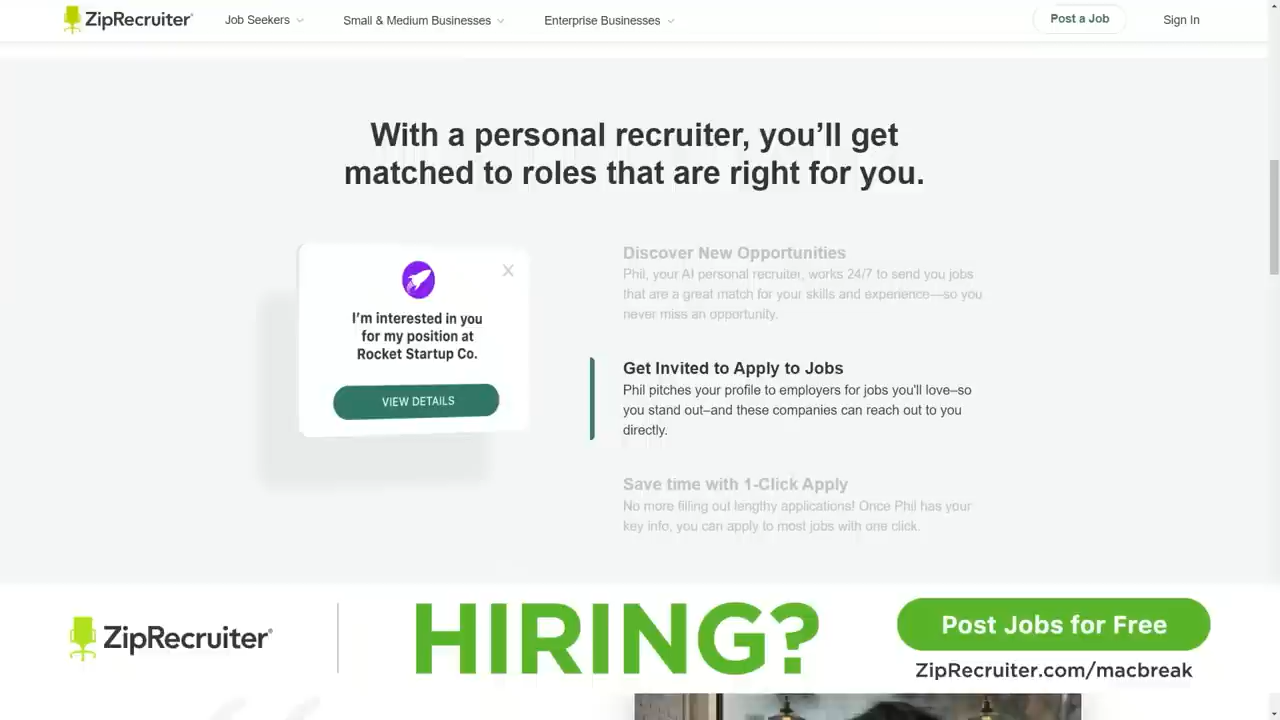 ZipRecruiter®
Job Seekers
Small & Medium Businesses
Enterprise Businesses
Post a Job
Sign In
With a personal recruiter, you’ll get
matched to roles that are right for you.
I’m interested in you
for my position at
Rocket Startup Co.
VIEW DETAILS
Discover New Opportunities
Phil, your AI personal recruiter, works 24/7 to send you jobs
that are a great match for your skills and experience—so you
never miss an opportunity.
Get Invited to Apply to Jobs
Phil pitches your profile to employers for jobs you'll love–so
you stand out–and these companies can reach out to you
directly.
Save time with 1-Click Apply
No more filling out lengthy applications! Once Phil has your
key info, you can apply to most jobs with one click.
ZipRecruiter®
HIRING?
Post Jobs for Free
ZipRecruiter.com/macbreak